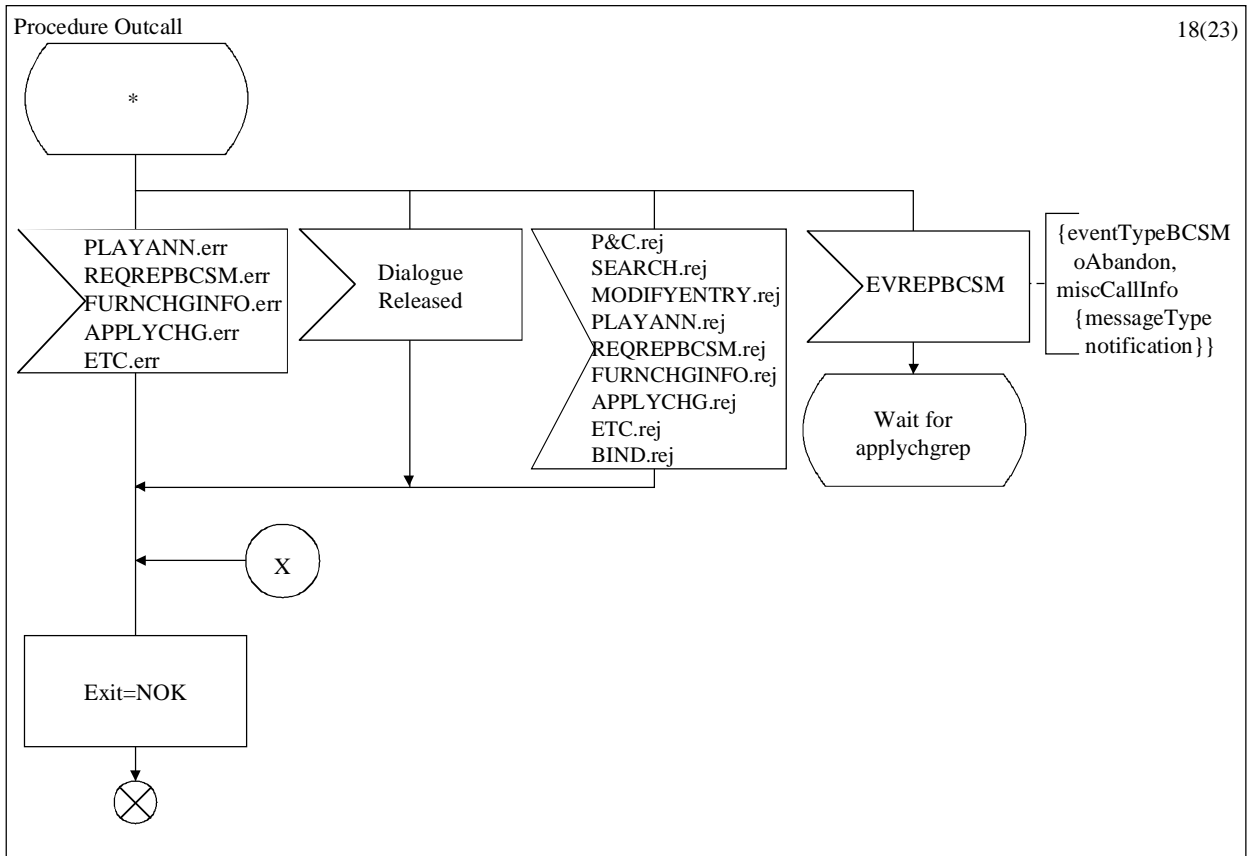 Procedure Outcall
18(23)
*
PLAYANN.err
REQREPBCSM.err
FURNCHGINFO.err
APPLYCHG.err
ETC.err
Dialogue
Released
P&C.rej
SEARCH.rej
MODIFYENTRY.rej
PLAYANN.rej
REQREPBCSM.rej
FURNCHGINFO.rej
APPLYCHG.rej
ETC.rej
BIND.rej
EVREPBCSM
{eventTypeBCSM
oAbandon,
miscCallInfo
{messageType
notification}}
Wait for
applychgrep
X
Exit=NOK